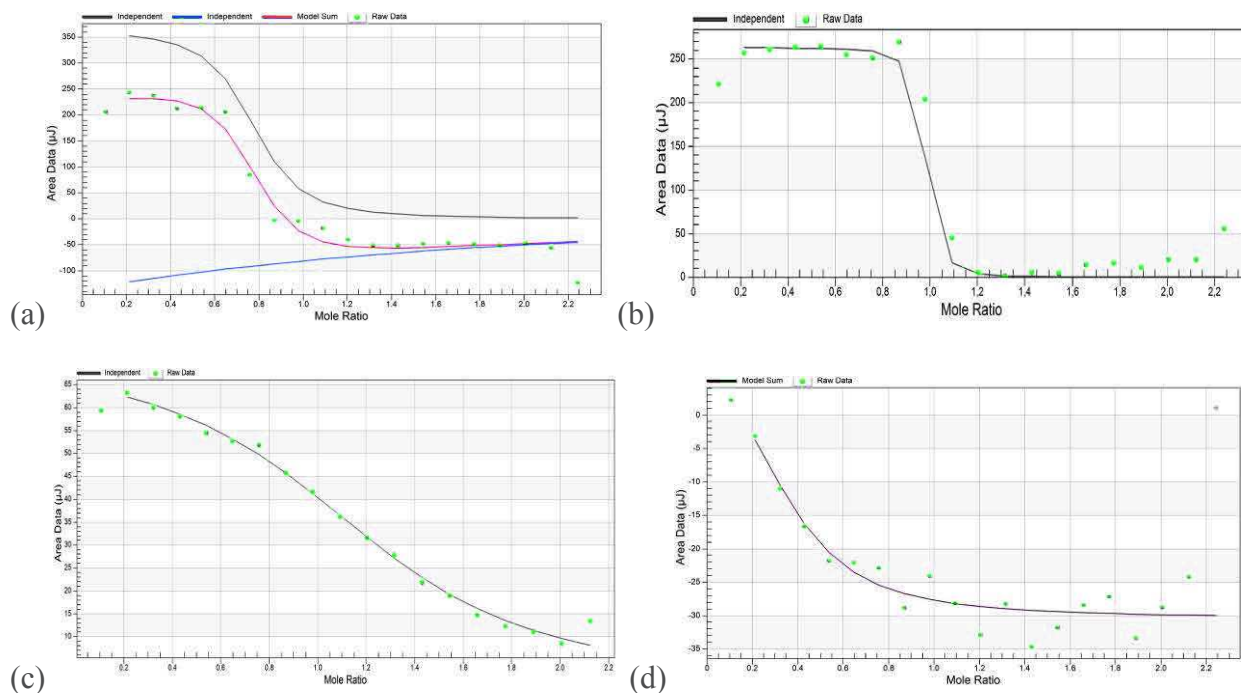 Independent Independent Model Sum Raw Data
350
300
250
200
150
100
50
0
-50
-100
Area Data (µJ)
0 0.2 0.4 0.6 0.8 1.0 1.2 1.4 1.6 1.8 2.0 2.2
Mole Ratio
(a)
Independent Raw Data
250
200
150
100
50
0
Area Data (µJ)
0 0,2 0,4 0,6 0,8 1,0 1,2 1,4 1,6 1,8 2,0 2,2
Mole Ratio
(b)
Independent Raw Data
65
60
55
50
45
40
35
30
25
20
15
10
Area Data (µJ)
0.2 0.4 0.6 0.8 1.0 1.2 1.4 1.6 1.8 2.0 2.2
Mole Ratio
(c)
Model Sum Raw Data
0
-5
-10
-15
-20
-25
-30
-35
Area Data (µJ)
0 0.2 0.4 0.6 0.8 1.0 1.2 1.4 1.6 1.8 2.0 2.2
Mole Ratio
(d)